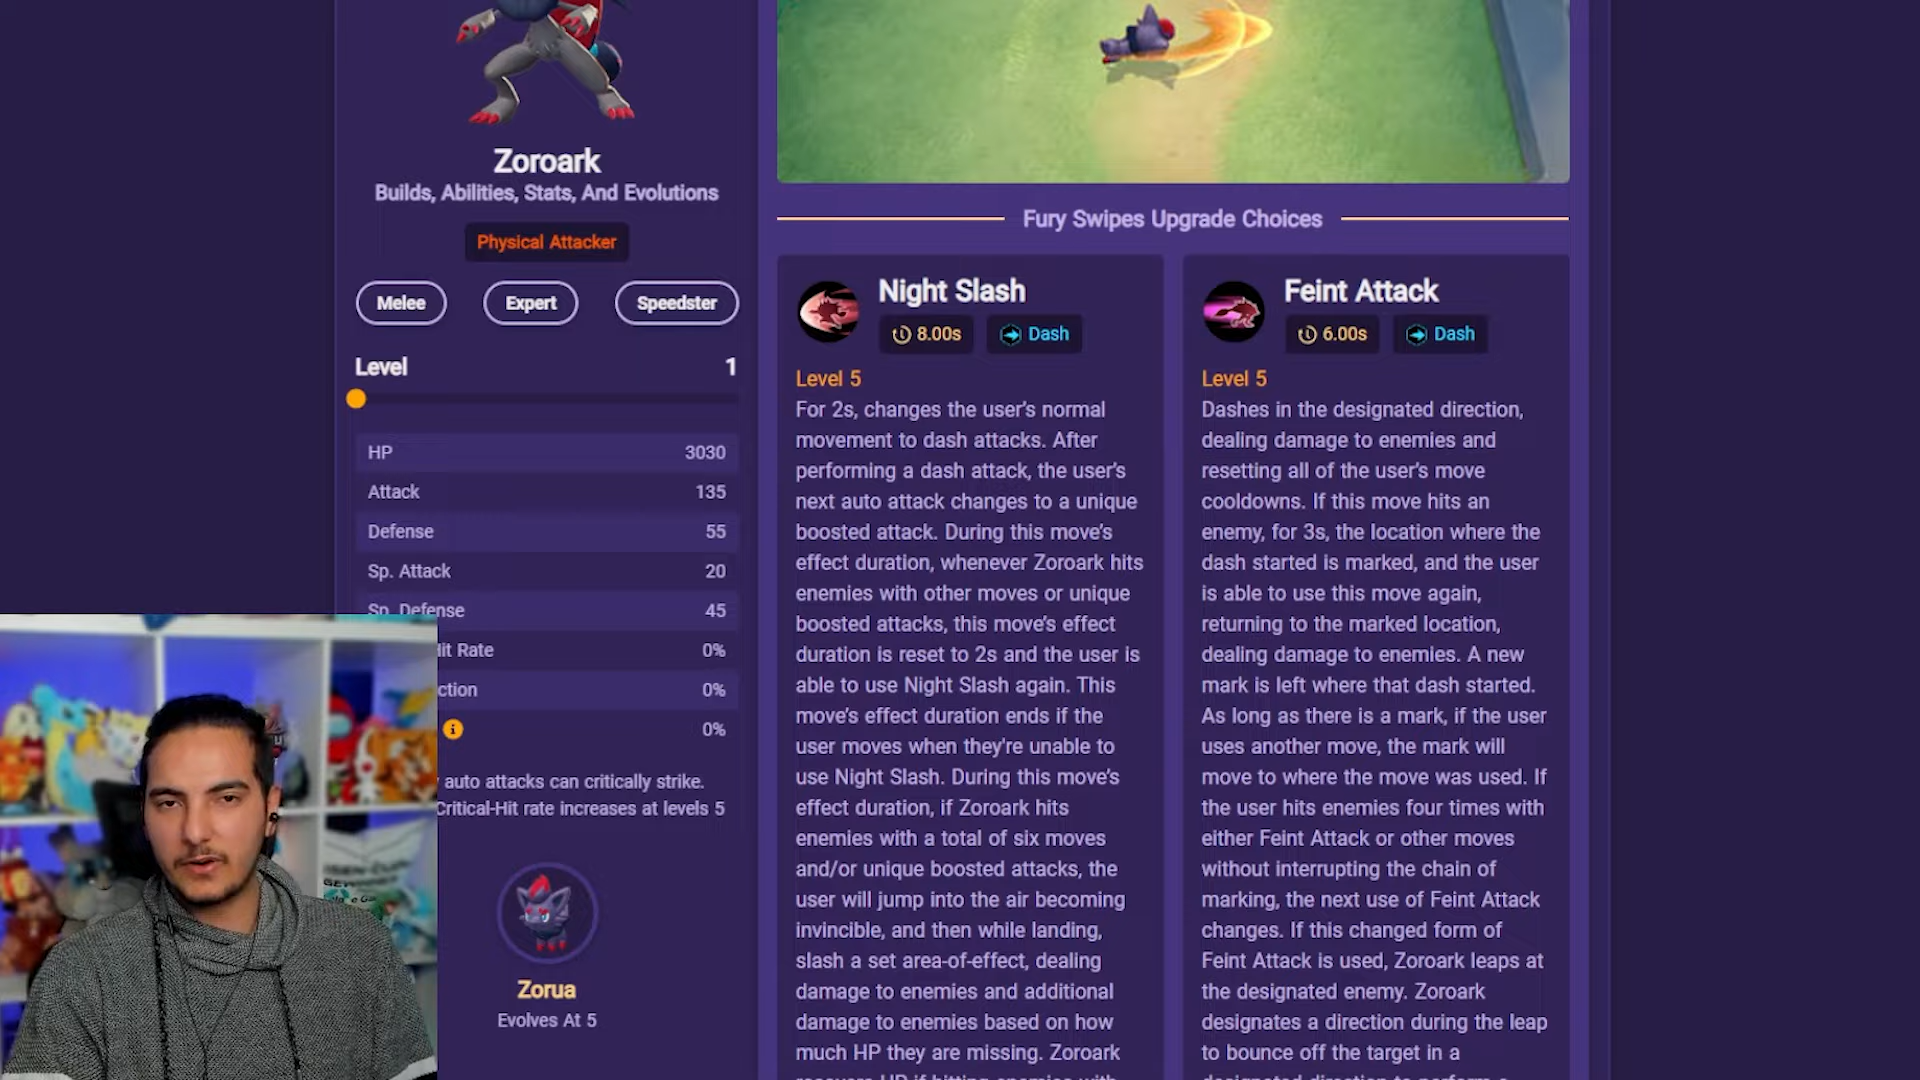 Zoroark
Builds, Abilities, Stats, And Evolutions
Physical Attacker
Melee
Expert
Speedster
Level 1
HP 3030
Attack 135
Defense 55
Sp. Attack 20
Sp. Defense 45
Hit Rate 0%
ction 0%
0%
auto attacks can critically strike.
Critical-Hit rate increases at levels 5
Zorua
Evolves At 5
Fury Swipes Upgrade Choices
Night Slash
8.00s Dash
Level 5
For 2s, changes the user's normal
movement to dash attacks. After
performing a dash attack, the user's
next auto attack changes to a unique
boosted attack. During this move's
effect duration, whenever Zoroark hits
enemies with other moves or unique
boosted attacks, this move's effect
duration is reset to 2s and the user is
able to use Night Slash again. This
move's effect duration ends if the
user moves when they're unable to
use Night Slash. During this move's
effect duration, if Zoroark hits
enemies with a total of six moves
and/or unique boosted attacks, the
user will jump into the air becoming
invincible, and then while landing,
slash a set area-of-effect, dealing
damage to enemies and additional
damage to enemies based on how
much HP they are missing. Zoroark
recovers HP if hitting enemies with
Feint Attack
6.00s Dash
Level 5
Dashes in the designated direction,
dealing damage to enemies and
resetting all of the user's move
cooldowns. If this move hits an
enemy, for 3s, the location where the
dash started is marked, and the user
is able to use this move again,
returning to the marked location,
dealing damage to enemies. A new
mark is left where that dash started.
As long as there is a mark, if the user
uses another move, the mark will
move to where the move was used. If
the user hits enemies four times with
either Feint Attack or other moves
without interrupting the chain of
marking, the next use of Feint Attack
changes. If this changed form of
Feint Attack is used, Zoroark leaps at
the designated enemy. Zoroark
designates a direction during the leap
to bounce off the target in a
designated direction to perform a